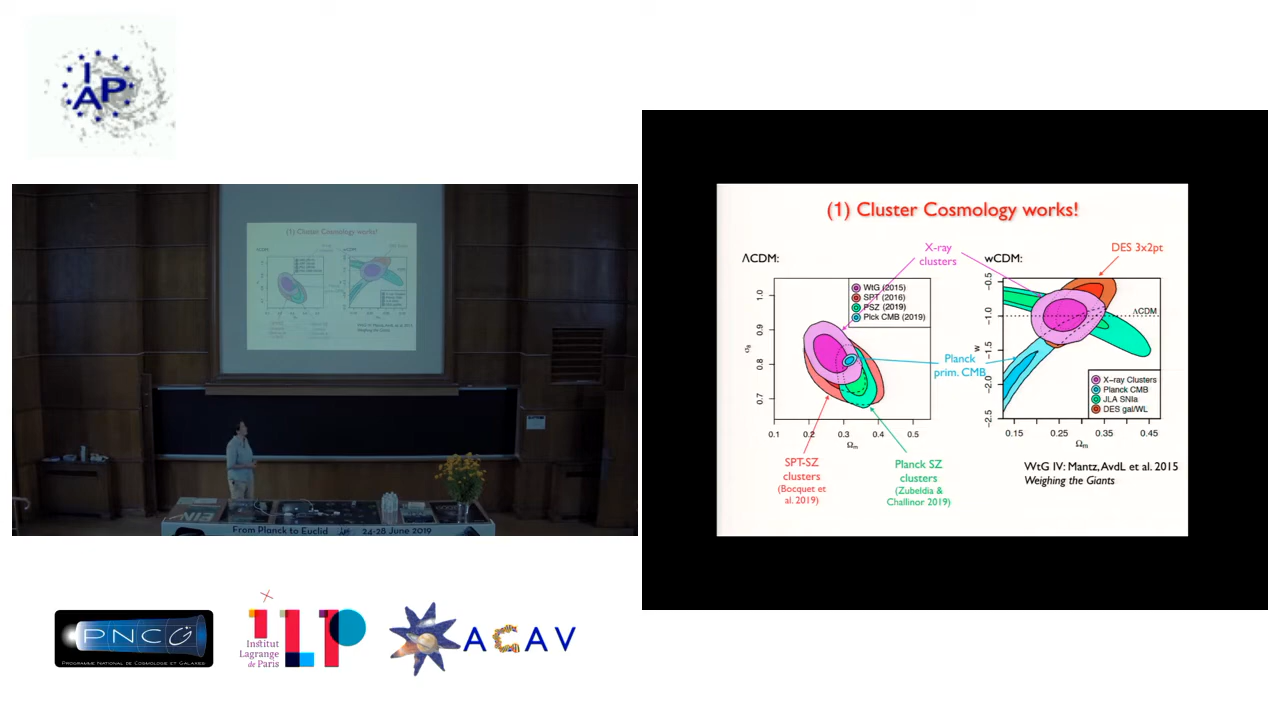 IAP
(1) Cluster Cosmology works!
ΛCDM:
X-ray
clusters
wCDM:
DES 3x2pt
WtG (2015)
SPT (2016)
PSZ (2019)
Plck CMB (2019)
σ8
1.0
0.9
0.8
0.7
0.1
0.2
0.3
0.4
0.5
Ωm
Planck
prim. CMB
ΛCDM
w
−0.5
−1.0
−1.5
−2.0
−2.5
X−ray Clusters
Planck CMB
JLA SNIa
DES gal/WL
0.15
0.25
0.35
0.45
Ωm
SPT-SZ
clusters
(Bocquet et
al. 2019)
Planck SZ
clusters
(Zubeldia &
Challinor 2019)
WtG IV: Mantz, AvdL et al. 2015
Weighing the Giants
(1) Cluster Cosmology works!
From Planck to Euclid 24-28 June 2019
PNCG
PROGRAMME NATIONAL DE COSMOLOGIE ET GALAXIES
ILP
Institut
Lagrange
de Paris
ACAV